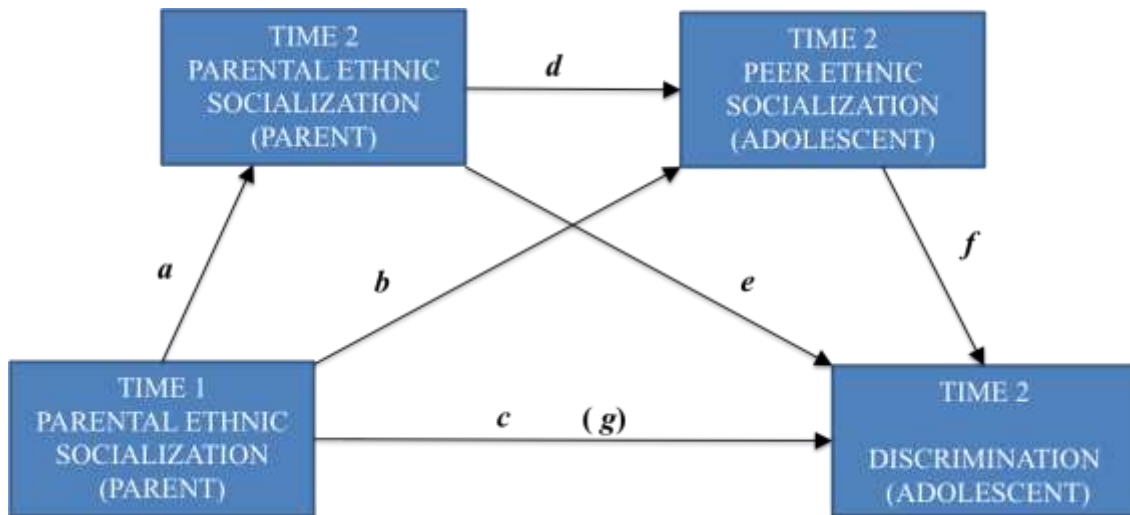 TIME 2
PARENTAL ETHNIC
SOCIALIZATION
(PARENT)
d
TIME 2
PEER ETHNIC
SOCIALIZATION
(ADOLESCENT)
a
b
e
f
TIME 1
PARENTAL ETHNIC
SOCIALIZATION
(PARENT)
c (g)
TIME 2
DISCRIMINATION
(ADOLESCENT)